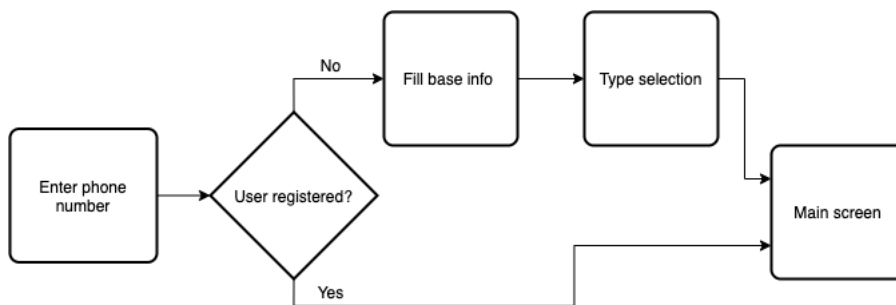 Enter phone
number
User registered?
No
Fill base info
Type selection
Yes
Main screen